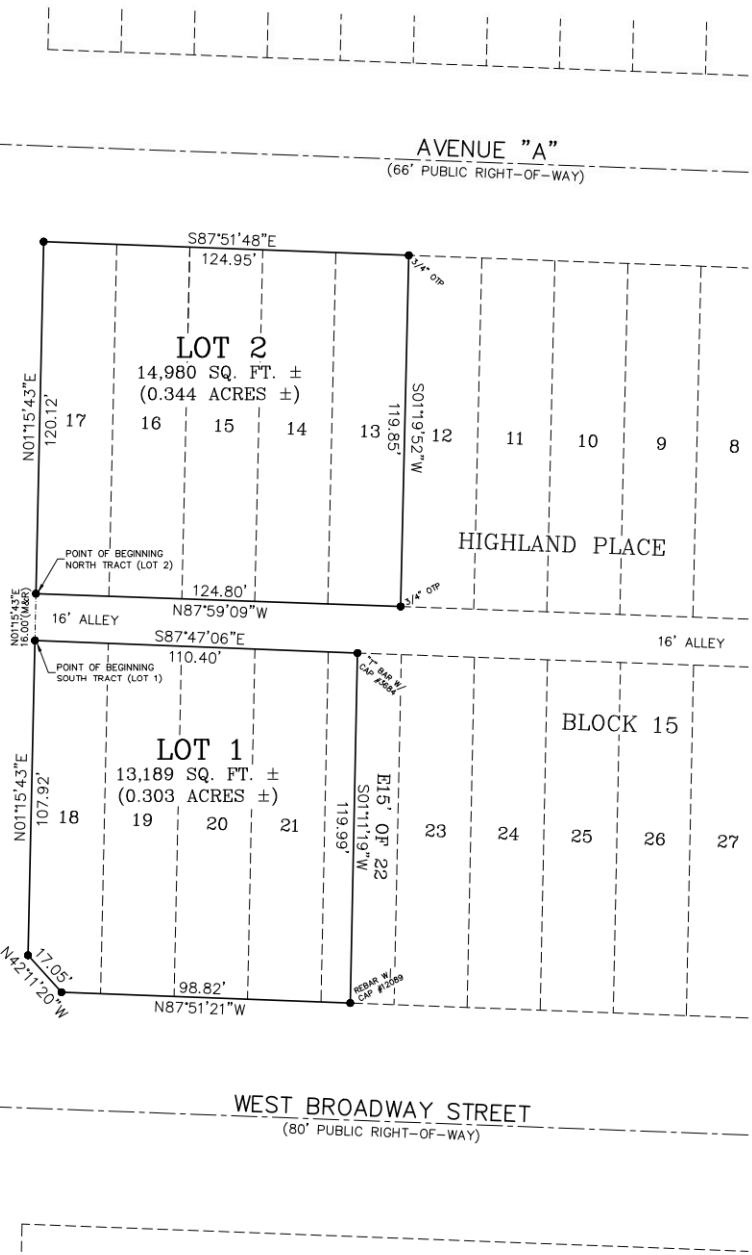 AVENUE "A"
(66' PUBLIC RIGHT-OF-WAY)
S87°51'48"E
124.95'
3/4" OTP
LOT 2
14,980 SQ. FT. ±
(0.344 ACRES ±)
N01°15'43"E
120.12'
S01°19'52"W
119.85'
17
16
15
14
13
12
11
10
9
8
HIGHLAND PLACE
POINT OF BEGINNING
NORTH TRACT (LOT 2)
124.80'
N87°59'09"W
3/4" OTP
N01°15'43"E
16.00'(M&R)
16' ALLEY
16' ALLEY
S87°47'06"E
110.40'
POINT OF BEGINNING
SOUTH TRACT (LOT 1)
"T" BAR W/
CAP #3684
BLOCK 15
LOT 1
13,189 SQ. FT. ±
(0.303 ACRES ±)
N01°15'43"E
107.92'
E15' OF 22
S01°11'19"W
119.99'
18
19
20
21
23
24
25
26
27
17.05'
N42°11'20"W
98.82'
N87°51'21"W
REBAR W/
CAP #12089
WEST BROADWAY STREET
(80' PUBLIC RIGHT-OF-WAY)